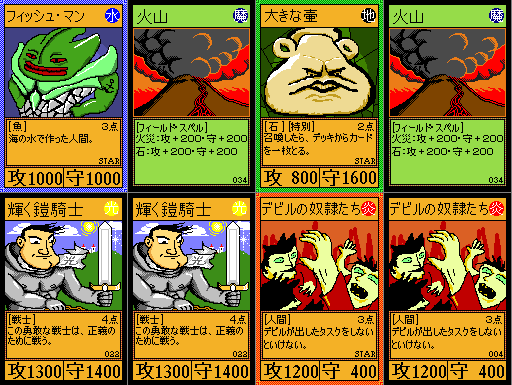 フィッシュ・マン 水
[魚] 3点
海の水で作った人間。
STAR
攻1000 守1000
火山 魔
[フィールド・スペル]
火災:攻+200・守+200
石:攻+200・守+200
034
大きな壷 地
[石] [特別] 2点
召喚したら、デッキからカード
を一枚とる。
STAR
攻 800 守1600
火山 魔
[フィールド・スペル]
火災:攻+200・守+200
石:攻+200・守+200
034
輝く鎧騎士
[戦士] 4点
この勇敢な戦士は、正義の
ために戦う。
022
攻1300 守1400
輝く鎧騎士
[戦士] 4点
この勇敢な戦士は、正義の
ために戦う。
022
攻1300 守1400
デビルの奴隷たち 炎
[人間] 3点
デビルが出したタスクをしない
といけない。
STAR
攻1200 守 400
デビルの奴隷たち 炎
[人間] 3点
デビルが出したタスクをしない
といけない。
004
攻1200 守 400